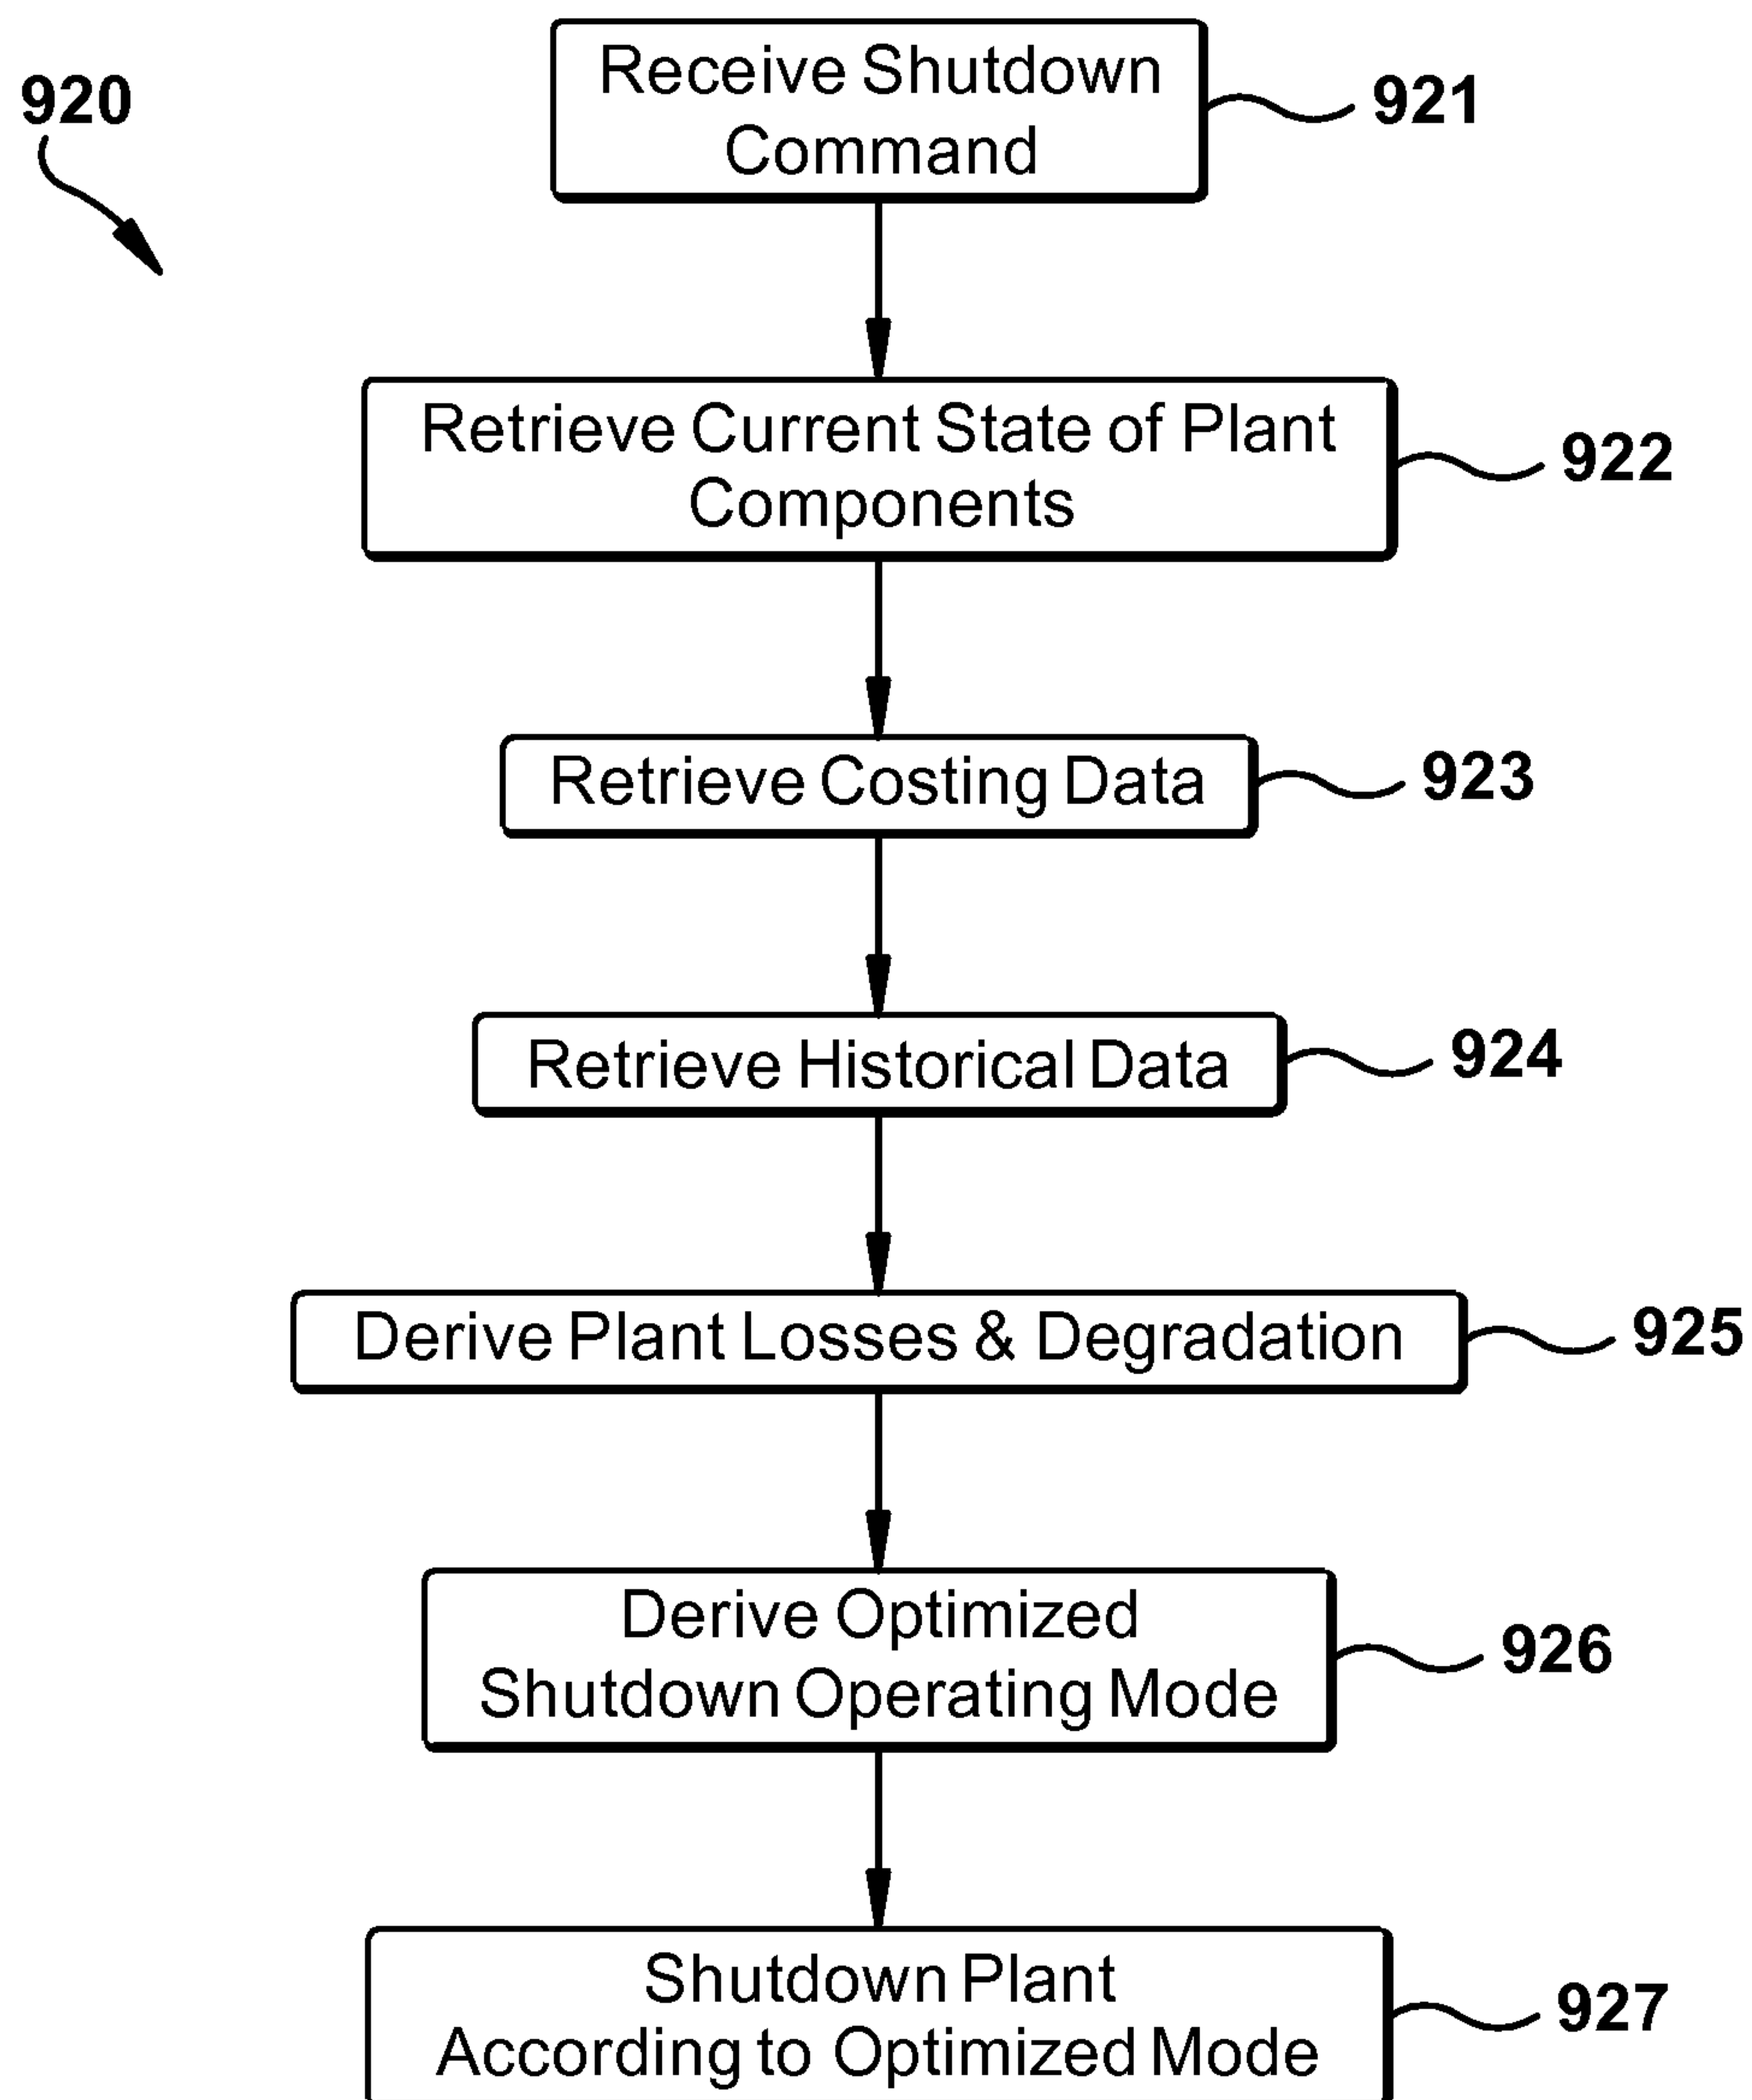 Receive Shutdown
Command
920
921
Retrieve Current State of Plant
Components
922
Retrieve Costing Data
923
Retrieve Historical Data
924
Derive Plant Losses & Degradation
925
Derive Optimized
Shutdown Operating Mode
926
Shutdown Plant
According to Optimized Mode
927